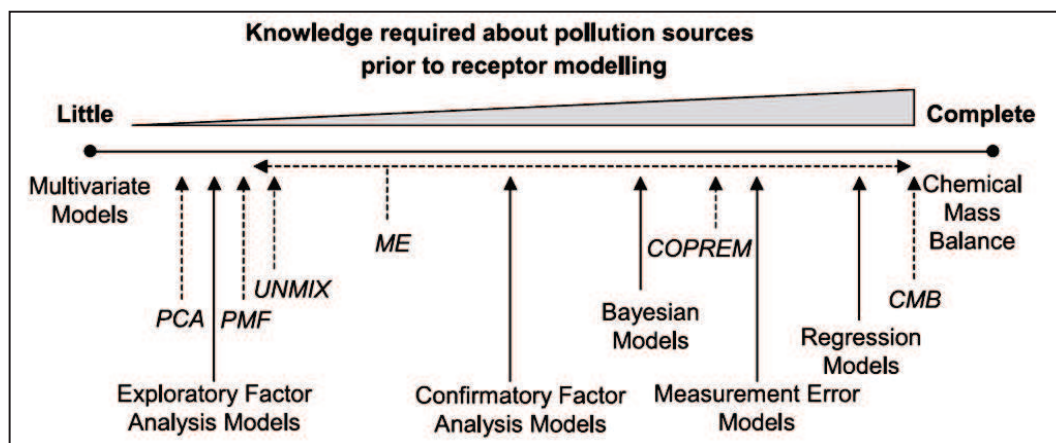 Knowledge required about pollution sources
prior to receptor modelling
Little
Complete
Multivariate
Models
Chemical
Mass
Balance
ME
COPREM
UNMIX
CMB
PCA
PMF
Bayesian
Models
Regression
Models
Exploratory Factor
Analysis Models
Confirmatory Factor
Analysis Models
Measurement Error
Models